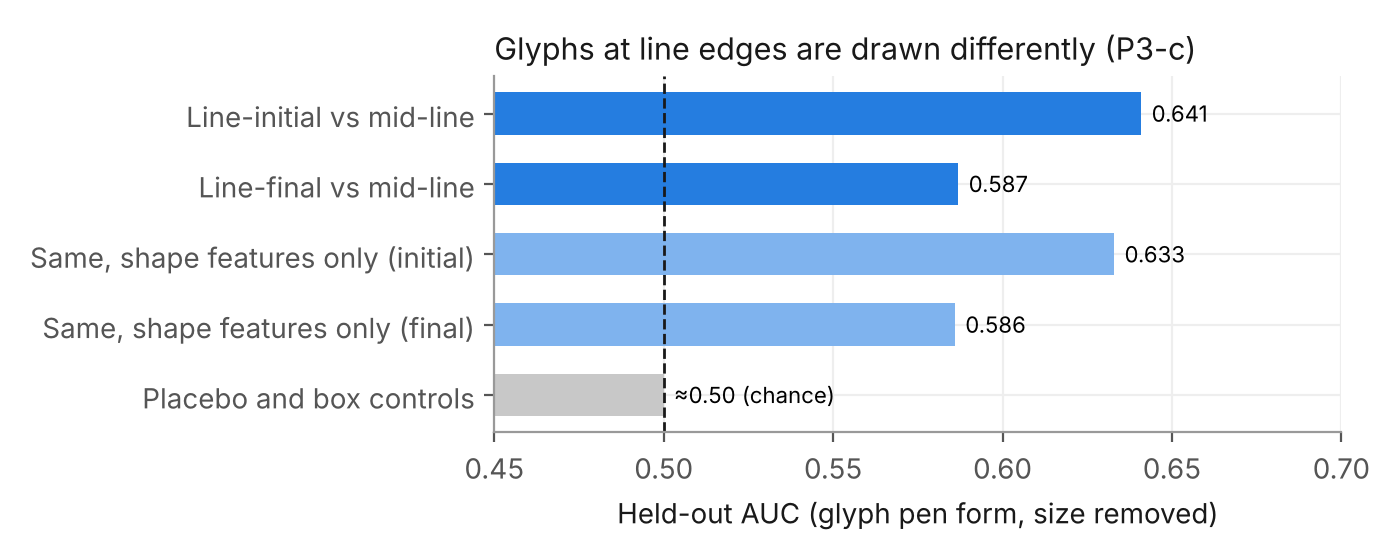 Glyphs at line edges are drawn differently (P3-c)
Line-initial vs mid-line 0.641
Line-final vs mid-line 0.587
Same, shape features only (initial) 0.633
Same, shape features only (final) 0.586
Placebo and box controls ≈0.50 (chance)
0.45 0.50 0.55 0.60 0.65 0.70
Held-out AUC (glyph pen form, size removed)